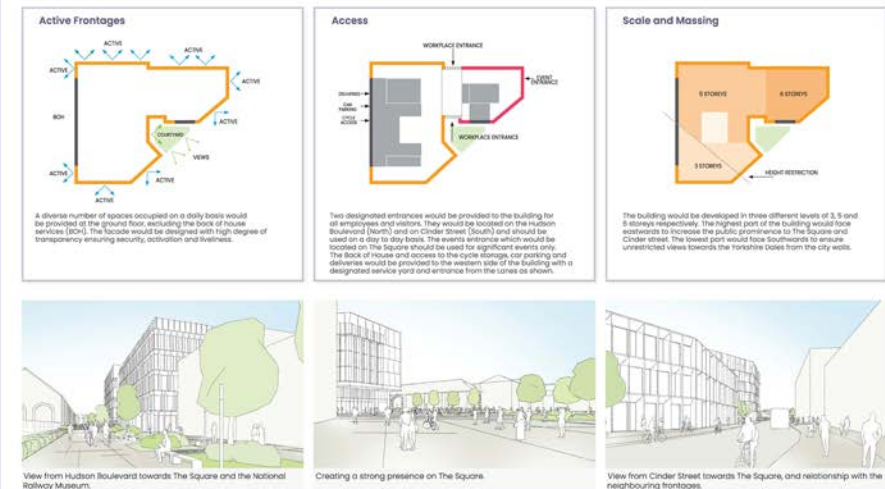 Active Frontages
ACTIVE
ACTIVE
ACTIVE
ACTIVE
BOH
COURTYARD
ACTIVE
VIEWS
ACTIVE
ACTIVE
ACTIVE
A diverse number of spaces occupied on a daily basis would
be provided at the ground floor, excluding the back of house
services (BOH). The facade would be designed with high degree of
transparency ensuring security, activation and liveliness.
Access
WORKPLACE ENTRANCE
EVENT
ENTRANCE
DELIVERIES
CAR
PARKING
CYCLE
ACCESS
WORKPLACE ENTRANCE
Two designated entrances would be provided to the building for
all employees and visitors. They would be located on the Hudson
Boulevard (North) and on Cinder Street (South) and should be
used on a day to day basis. The events entrance which would be
located on The Square should be used for significant events only.
The Back of House and access to the cycle storage, car parking and
deliveries would be provided to the western side of the building with a
designated service yard and entrance from the Lanes as shown.
Scale and Massing
5 STOREYS
6 STOREYS
3 STOREYS
HEIGHT RESTRICTION
The building would be developed in three different levels of 3, 5 and
6 storeys respectively. The highest part of the building would face
eastwards to increase the public prominence to The Square and
Cinder street. The lowest part would face Southwards to ensure
unrestricted views towards the Yorkshire Dales from the city walls.
View from Hudson Boulevard towards The Square and the National
Railway Museum.
Creating a strong presence on The Square.
View from Cinder Street towards The Square, and relationship with the
neighbouring frontages.